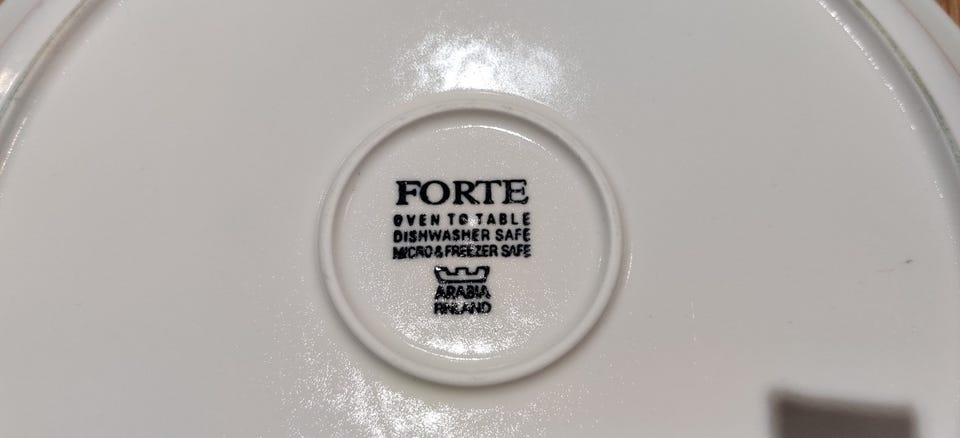 FORTE
OVEN TO TABLE
DISHWASHER SAFE
MICRO & FREEZER SAFE
ARABIA
FINLAND